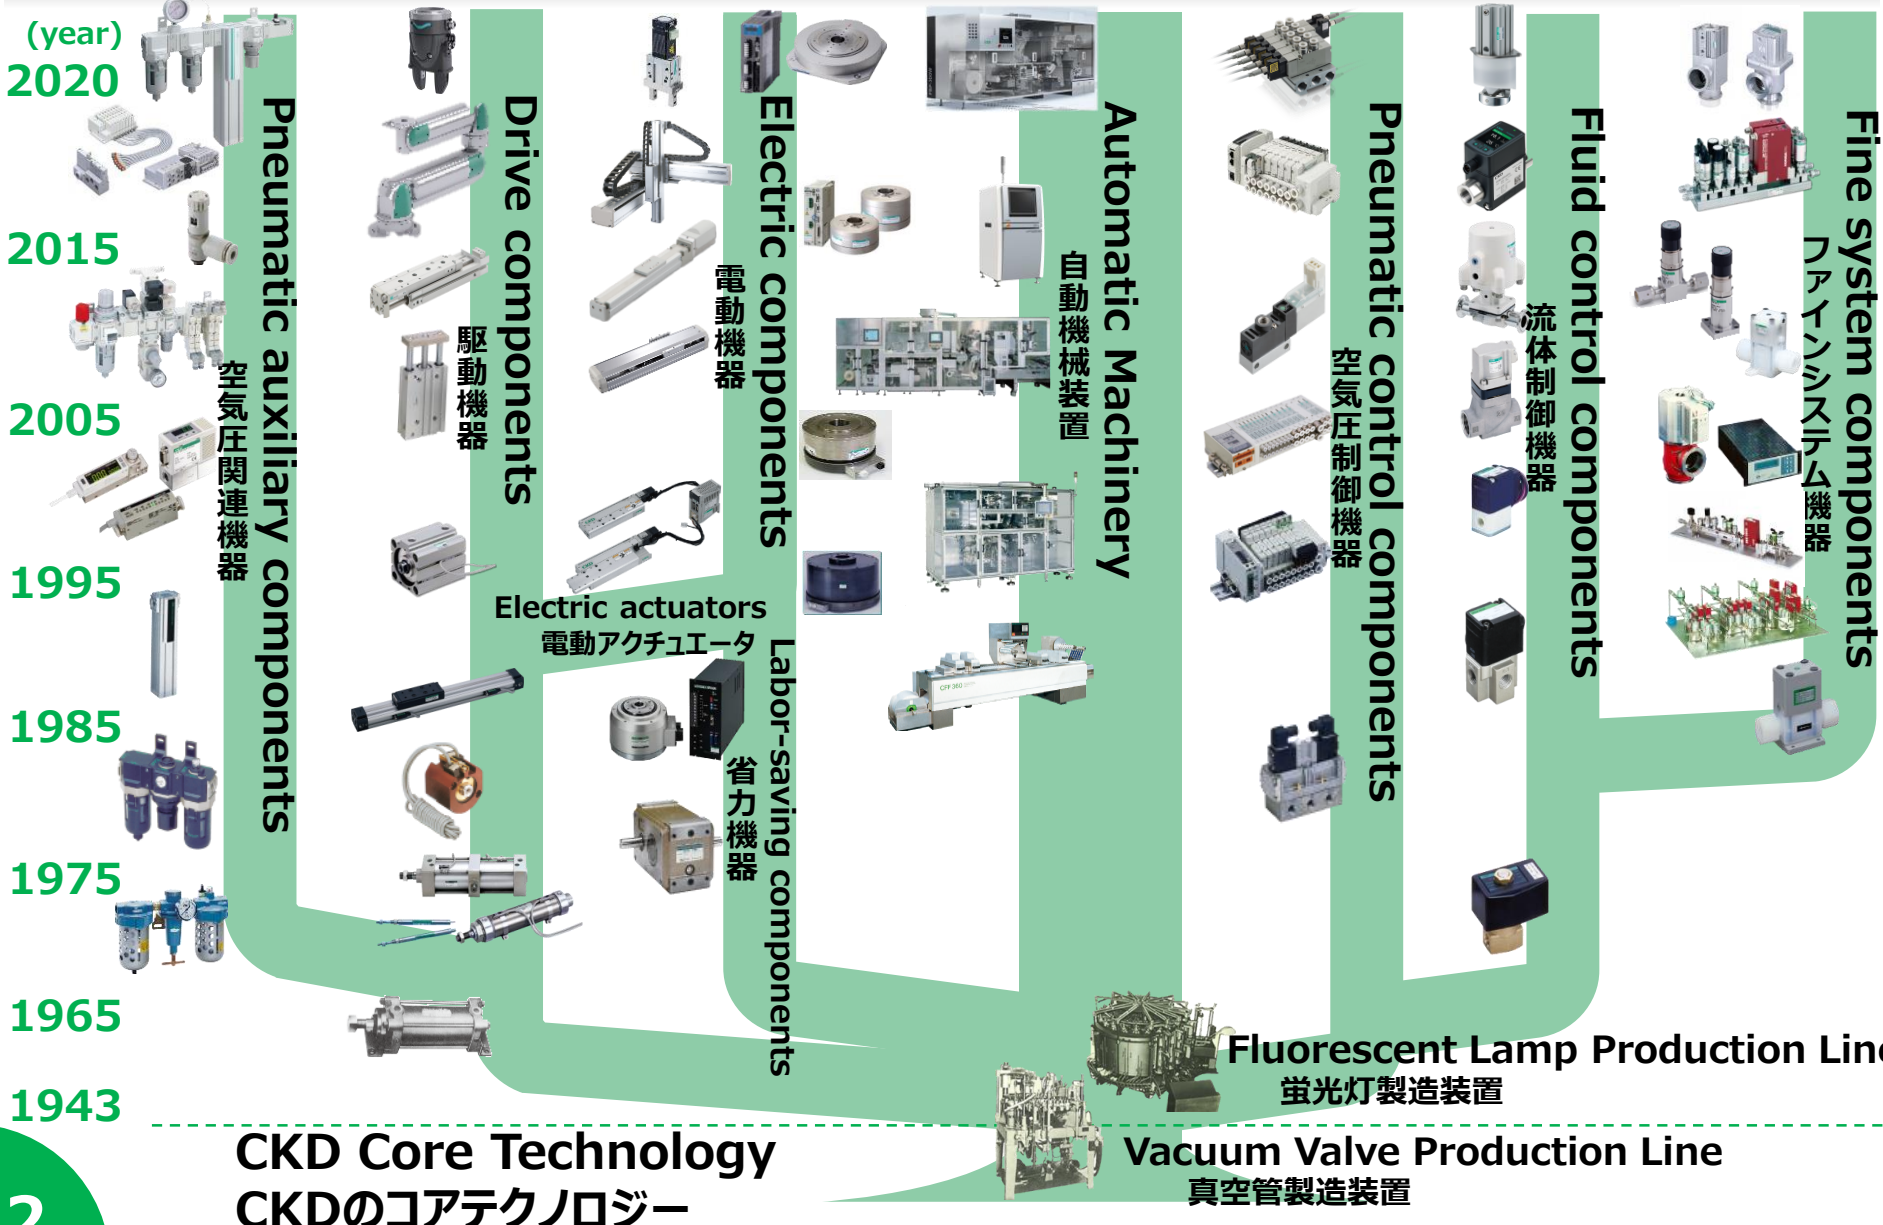 (year)
2020
2015
2005
1995
1985
1975
1965
1943
Pneumatic auxiliary components
空気圧関連機器
Drive components
駆動機器
Electric components
電動機器
Electric actuators
電動アクチュエータ
Labor-saving components
省力機器
Automatic Machinery
自動機械装置
Pneumatic control components
空気圧制御機器
Fluid control components
流体制御機器
Fine system components
ファインシステム機器
CFF 360
Fluorescent Lamp Production Line
蛍光灯製造装置
Vacuum Valve Production Line
真空管製造装置
CKD Core Technology
CKDのコアテクノロジー
2